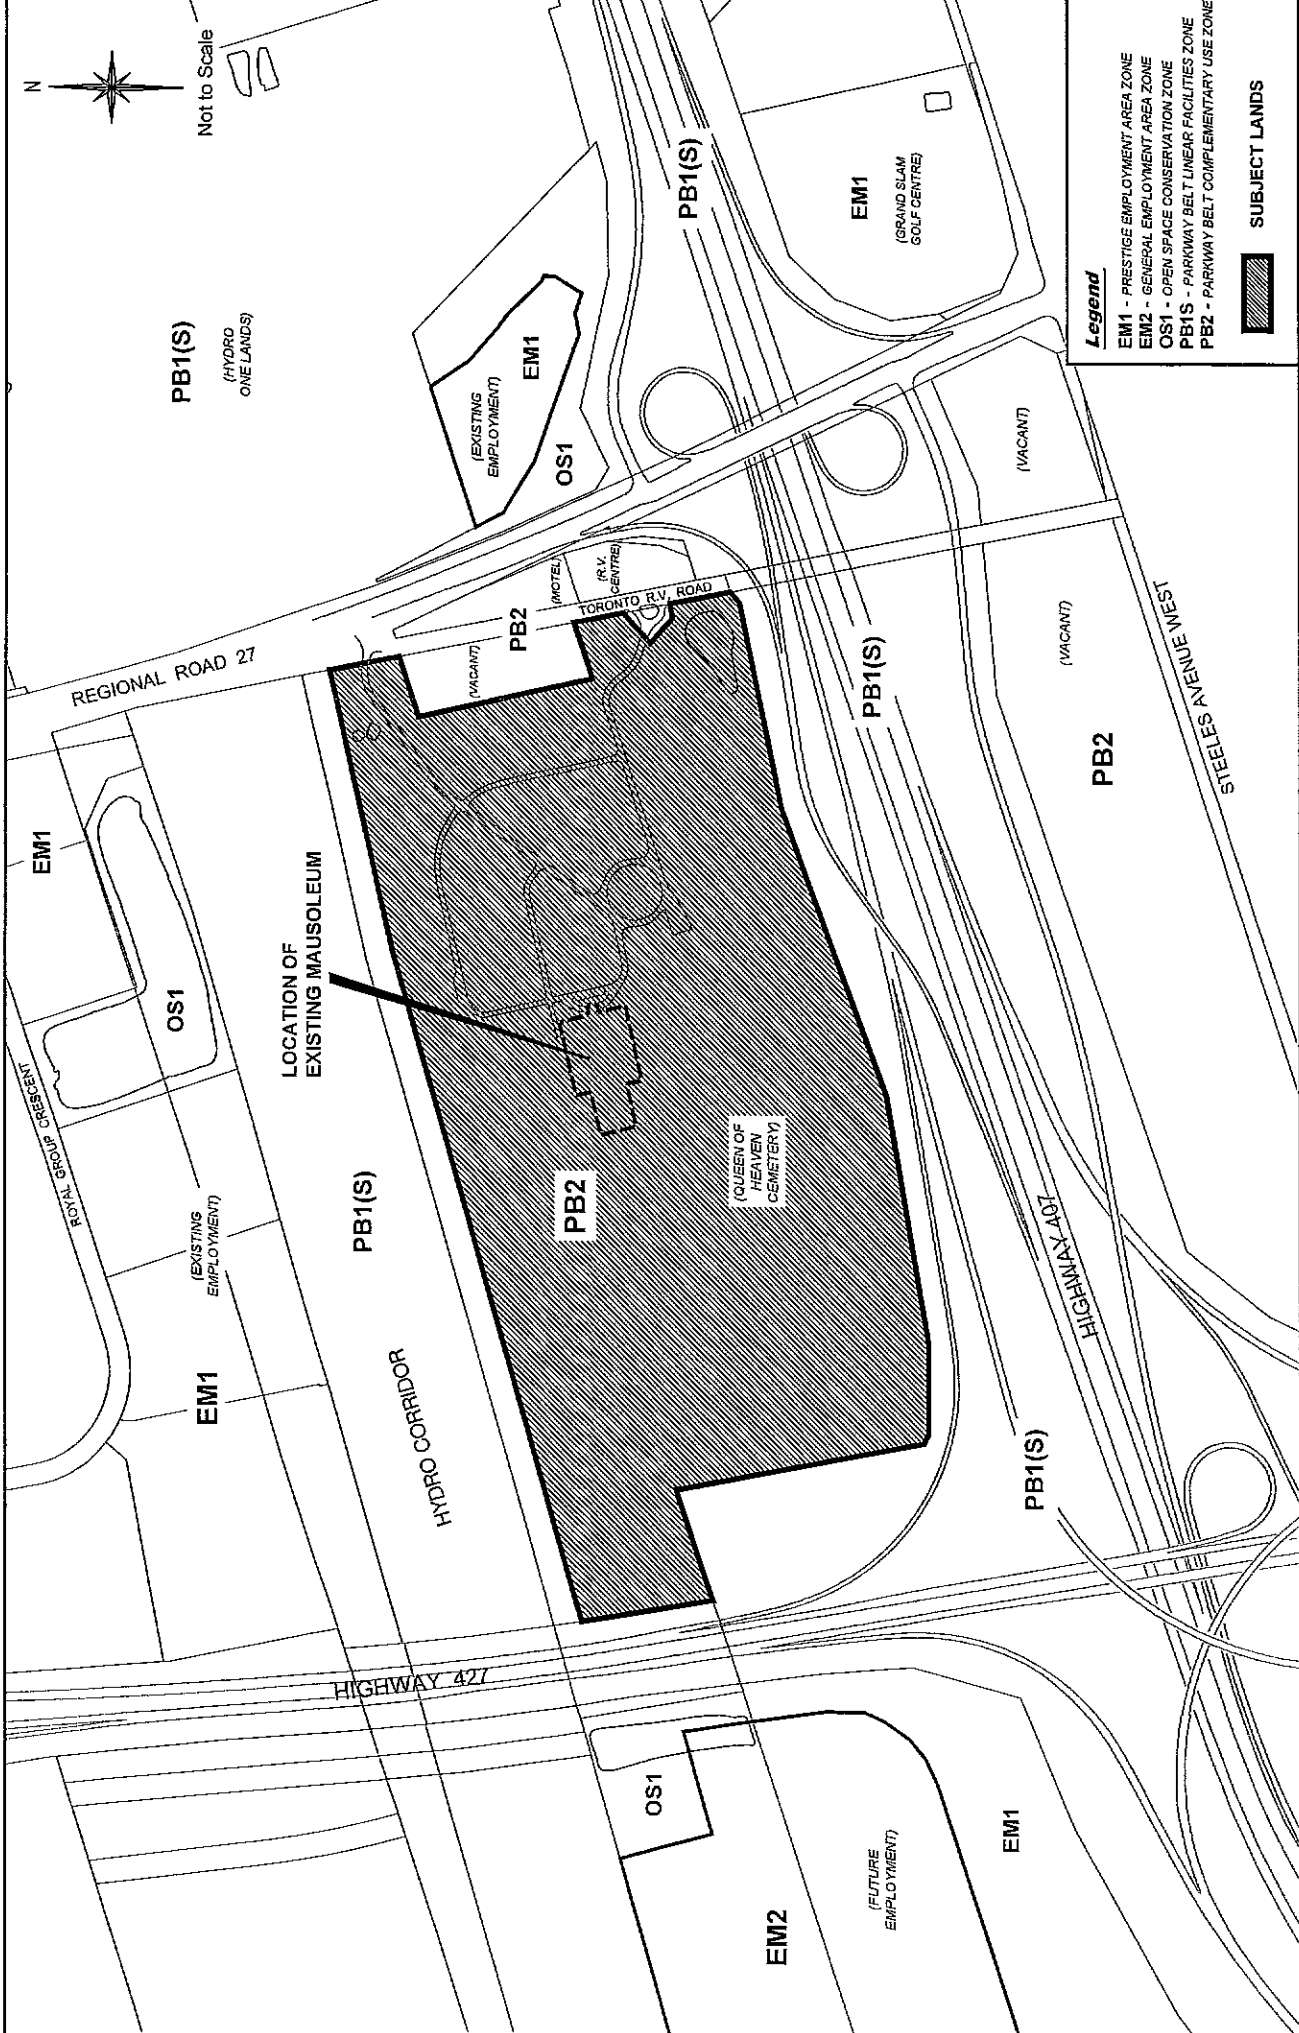 N
Not to Scale
PB1(S)
(HYDRO
ONE LANDS)
EM1
OS1
ROYAL GROUP CRESCENT
(EXISTING
EMPLOYMENT)
EM1
REGIONAL ROAD 27
LOCATION OF
EXISTING MAUSOLEUM
PB1(S)
HYDRO CORRIDOR
HIGHWAY 427
(EXISTING
EMPLOYMENT)
EM1
OS1
PB1(S)
EM1
(GRAND SLAM
GOLF CENTRE)
(MOTEL)
(R.V.
CENTRE)
TORONTO R.V. ROAD
PB2
(VACANT)
PB2
(QUEEN OF
HEAVEN
CEMETERY)
PB1(S)
(VACANT)
(VACANT)
PB2
STEELES AVENUE WEST
HIGHWAY 407
PB1(S)
OS1
EM2
(FUTURE
EMPLOYMENT)
EM1
Legend
EM1 - PRESTIGE EMPLOYMENT AREA ZONE
EM2 - GENERAL EMPLOYMENT AREA ZONE
OS1 - OPEN SPACE CONSERVATION ZONE
PB1S - PARKWAY BELT LINEAR FACILITIES ZONE
PB2 - PARKWAY BELT COMPLEMENTARY USE ZONE
SUBJECT LANDS